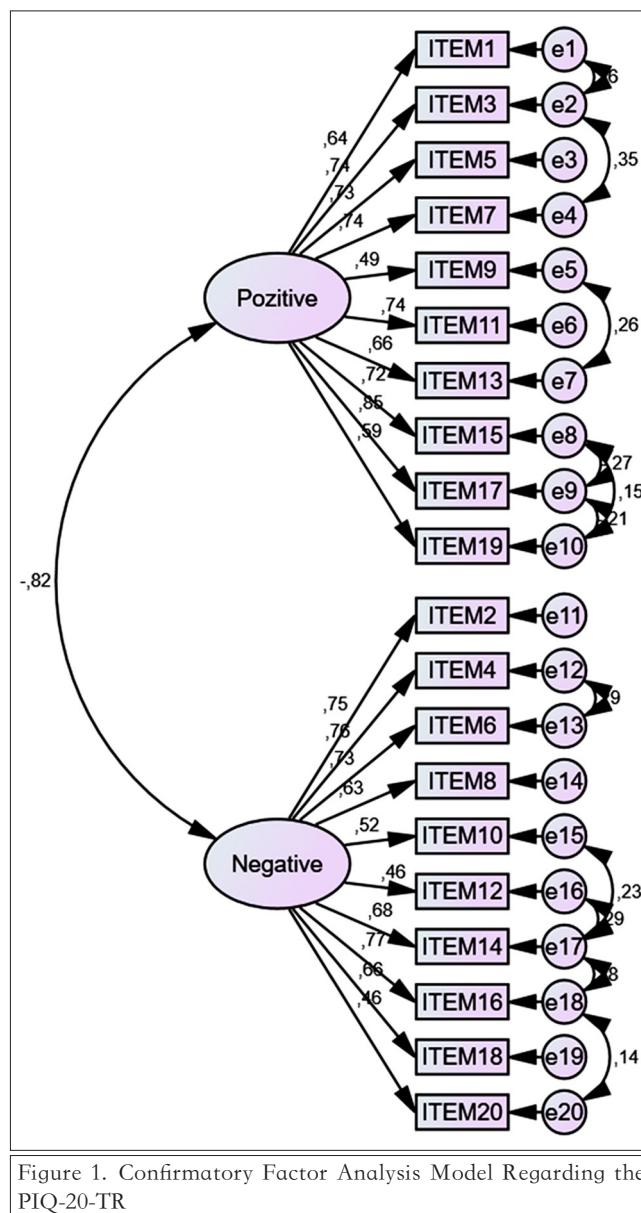 ITEM1
e1
ITEM3
e2
ITEM5
e3
,35
ITEM7
e4
,64
,74
,73
,74
Pozitive
,49
ITEM9
e5
,74
ITEM11
e6
,26
,66
ITEM13
e7
,72
,85
,59
ITEM15
e8
27
ITEM17
e9
,15
21
ITEM19
e10
-,82
ITEM2
e11
ITEM4
e12
9
ITEM6
e13
ITEM8
e14
,75
,76
,73
,63
Negative
,52
ITEM10
e15
,46
ITEM12
e16
,23
29
,68
ITEM14
e17
8
,77
,66
,46
ITEM16
e18
ITEM18
e19
,14
ITEM20
e20
Figure 1. Confirmatory Factor Analysis Model Regarding the
PIQ-20-TR